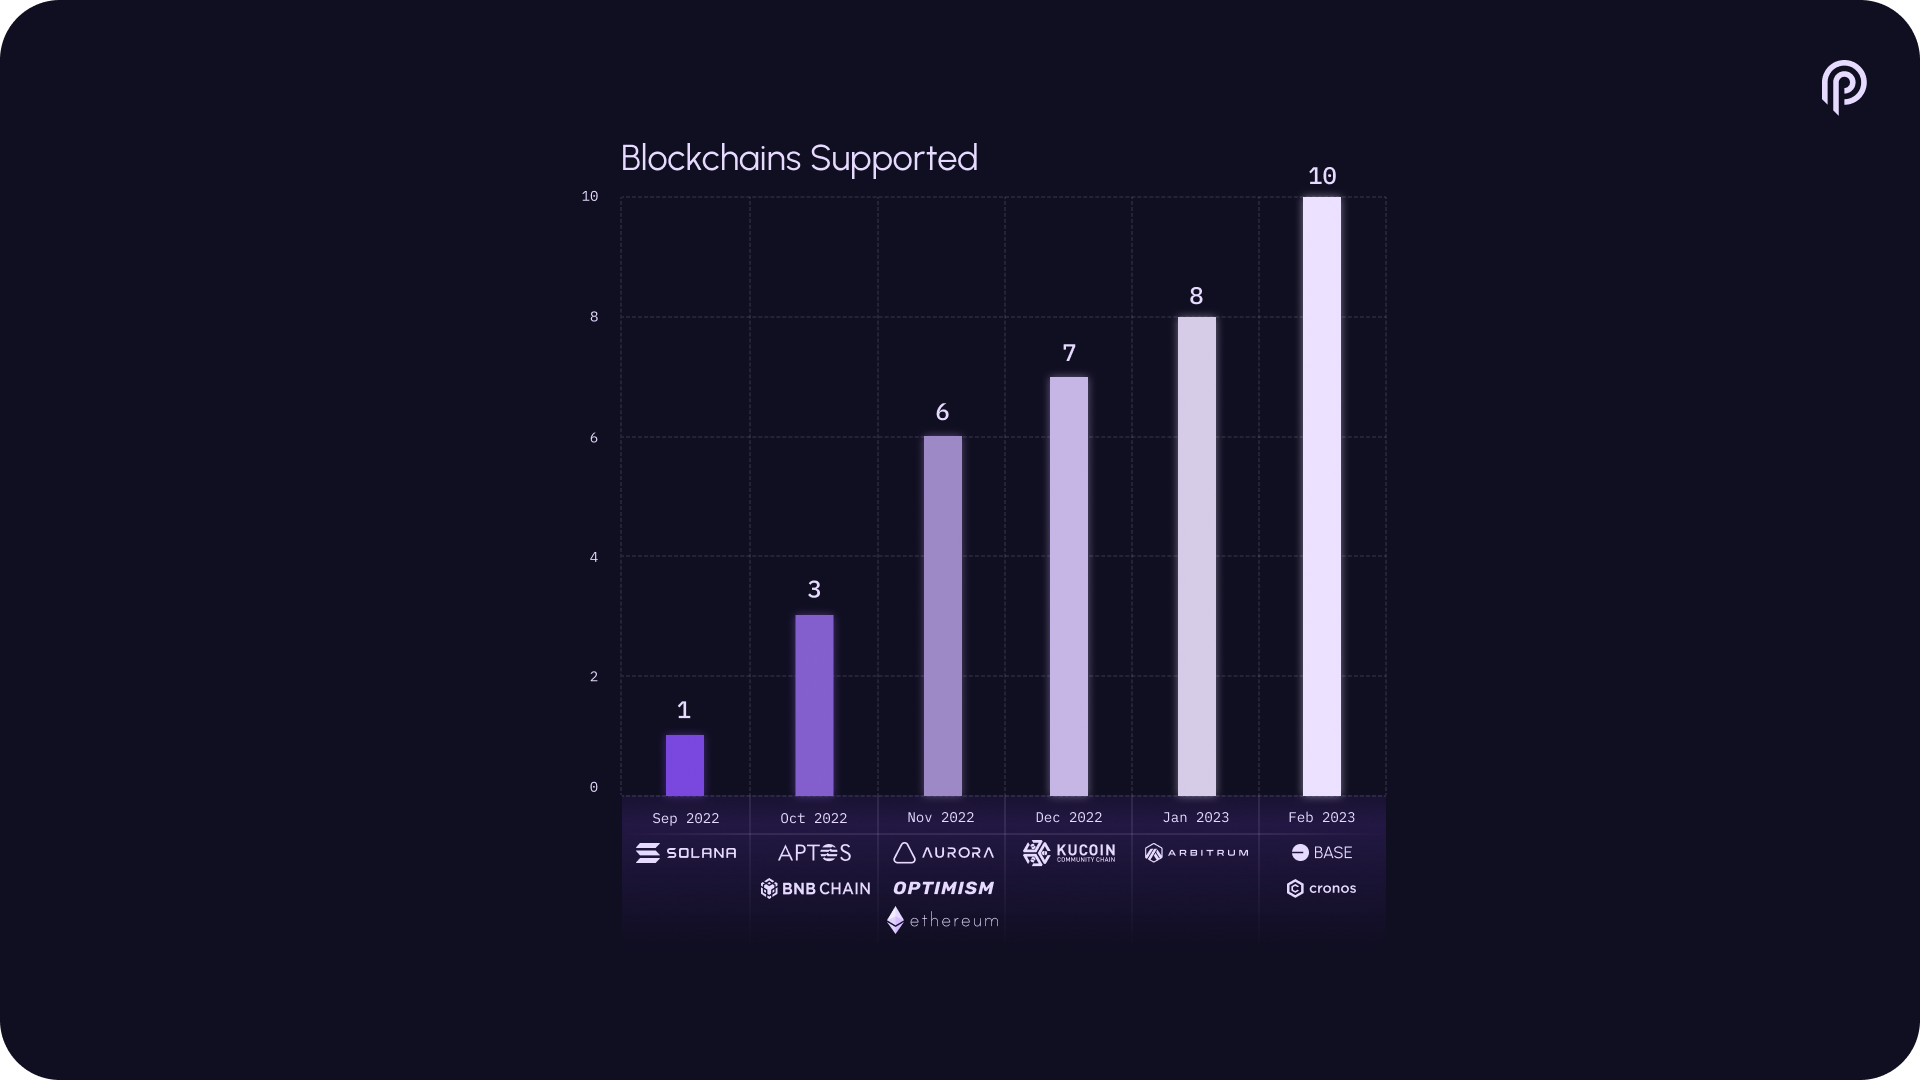 Blockchains Supported
10
8
6
4
2
0
1
3
6
7
8
10
Sep 2022
Oct 2022
Nov 2022
Dec 2022
Jan 2023
Feb 2023
SOLANA
APTOS
AURORA
KUCOIN
COMMUNITY CHAIN
ARBITRUM
BASE
BNB CHAIN
OPTIMISM
cronos
ethereum